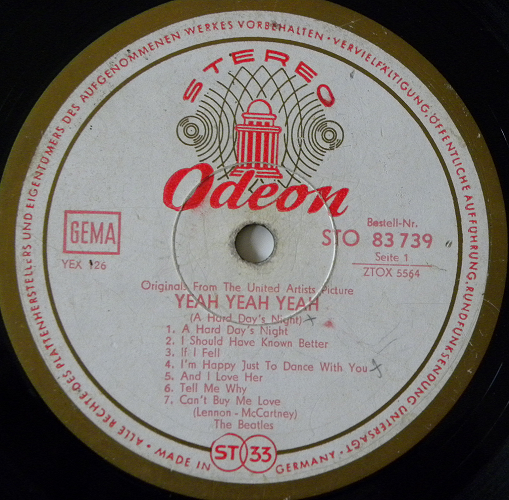 ALLE RECHTE DES PLATTENHERSTELLERS UND EIGENTÜMERS DES AUFGENOMMENEN WERKES VORBEHALTEN · VERVIELFÄLTIGUNG, ÖFFENTLICHE AUFFÜHRUNG, RUNDFUNKSENDUNG UNTERSAGT ·
STEREO
Odeon
GEMA
YEX 126
Bestell-Nr.
STO 83 739
Seite 1
ZTOX 5564
Originals From The United Artists Picture
YEAH YEAH YEAH
(A Hard Day's Night)
1. A Hard Day's Night
2. I Should Have Known Better
3. If I Fell
4. I'm Happy Just To Dance With You
5. And I Love Her
6. Tell Me Why
7. Can't Buy Me Love
(Lennon - McCartney)
The Beatles
MADE IN GERMANY
ST 33